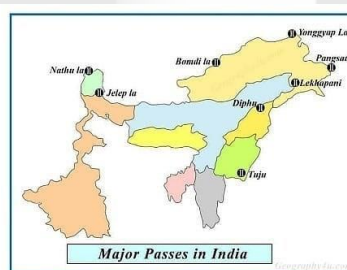 Yonggyap La
Bomdi la
Pangsau
Nathu la
Lekhapani
Jelep la
Diphu
Tuju
Major Passes in India